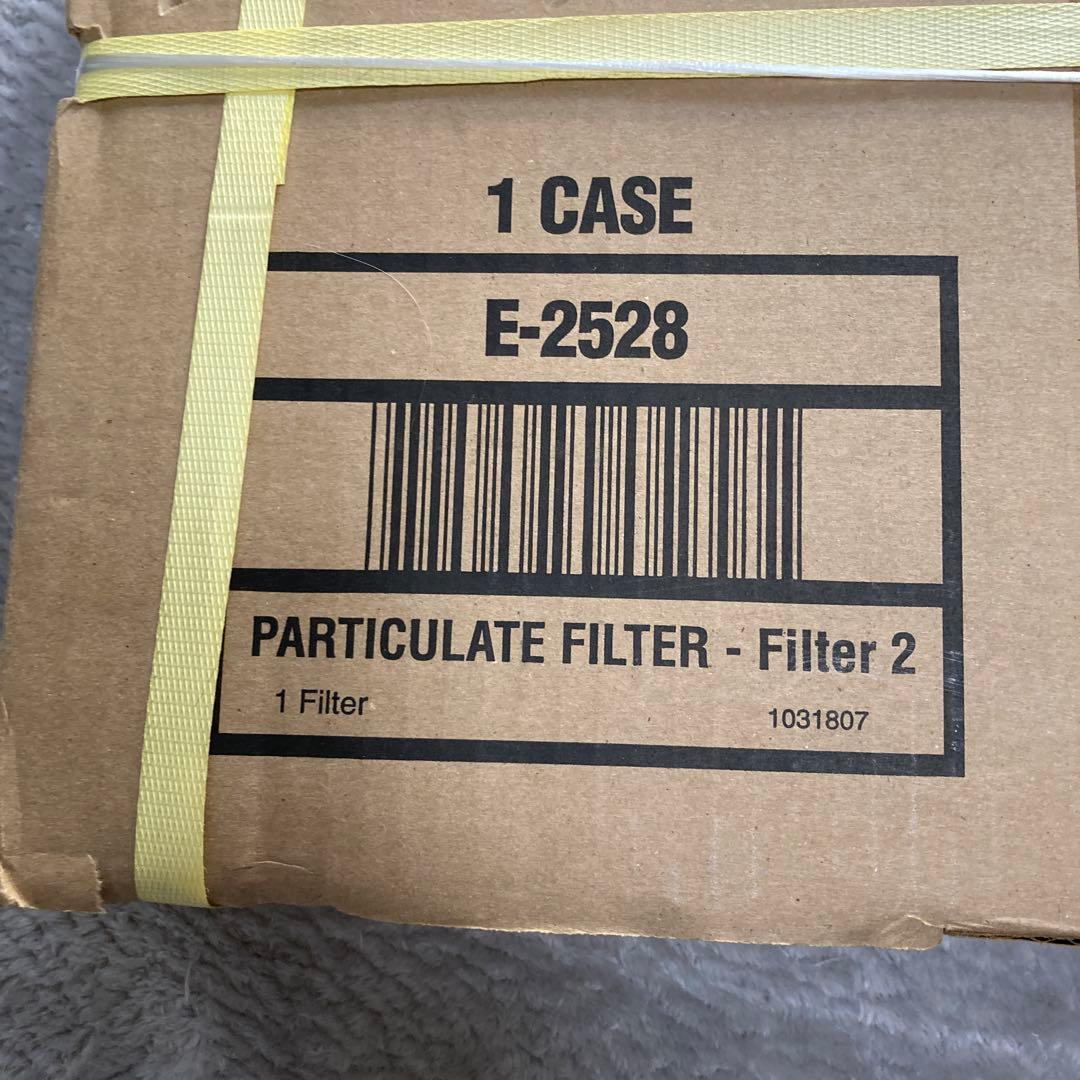 1 CASE
E-2528
PARTICULATE FILTER - Filter 2
1 Filter
1031807